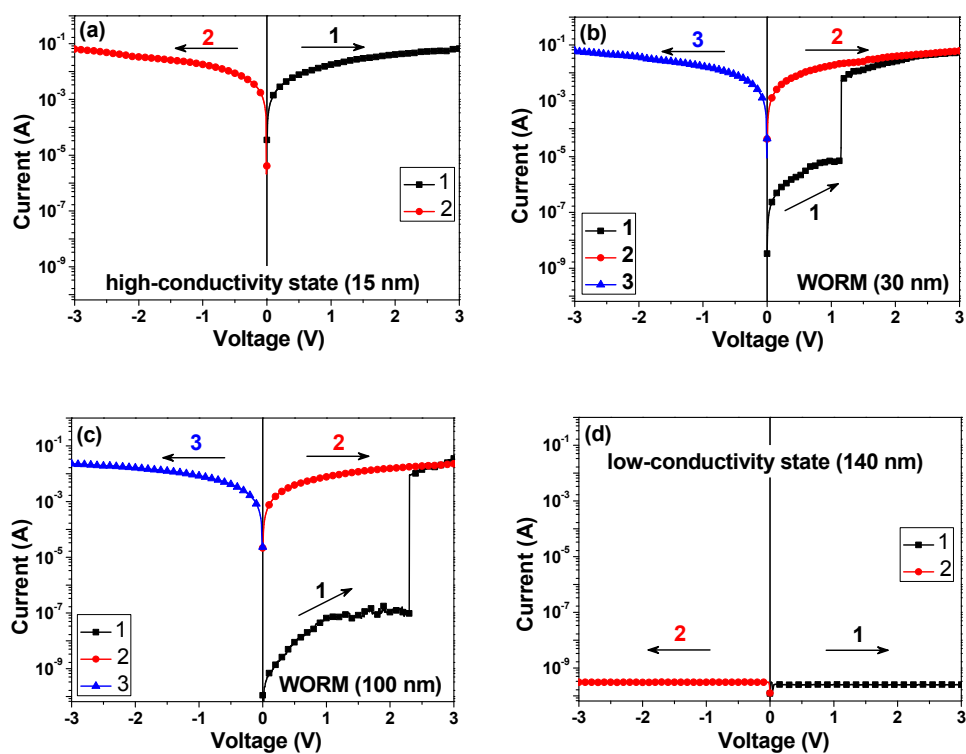 (a)
2
1
10⁻¹
10⁻³
10⁻⁵
10⁻⁷
10⁻⁹
Current (A)
1
2
high-conductivity state (15 nm)
-3 -2 -1 0 1 2 3
Voltage (V)
(b)
3
2
10⁻¹
10⁻³
10⁻⁵
10⁻⁷
10⁻⁹
Current (A)
1
1
2
3
WORM (30 nm)
-3 -2 -1 0 1 2 3
Voltage (V)
(c)
3
2
10⁻¹
10⁻³
10⁻⁵
10⁻⁷
10⁻⁹
Current (A)
1
1
2
3
WORM (100 nm)
-3 -2 -1 0 1 2 3
Voltage (V)
(d)
low-conductivity state (140 nm)
10⁻¹
10⁻³
10⁻⁵
10⁻⁷
10⁻⁹
Current (A)
1
2
2
1
-3 -2 -1 0 1 2 3
Voltage (V)